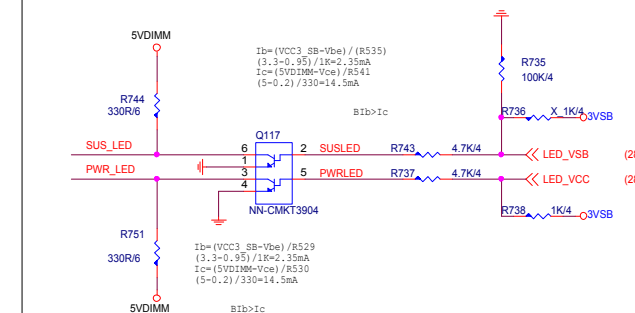 5VDIMM
Ib=(VCC3_SB-Vbe)/(R535)
(3.3-0.95)/1K=2.35mA
Ic=(5VDIMM-Vce)/R541
(5-0.2)/330=14.5mA
BIb>Ic
R735
100K/4
R744
330R/6
R736
X_1K/4
3VSB
Q117
SUS_LED
6
2
SUSLED
R743
4.7K/4
LED_VSB
(28
1
PWR_LED
3
5
PWRLED
R737
4.7K/4
LED_VCC
(28
4
NN-CMKT3904
R738
1K/4
3VSB
R751
330R/6
Ib=(VCC3_SB-Vbe)/R529
(3.3-0.95)/1K=2.35mA
Ic=(5VDIMM-Vce)/R530
(5-0.2)/330=14.5mA
5VDIMM
BIb>Ic